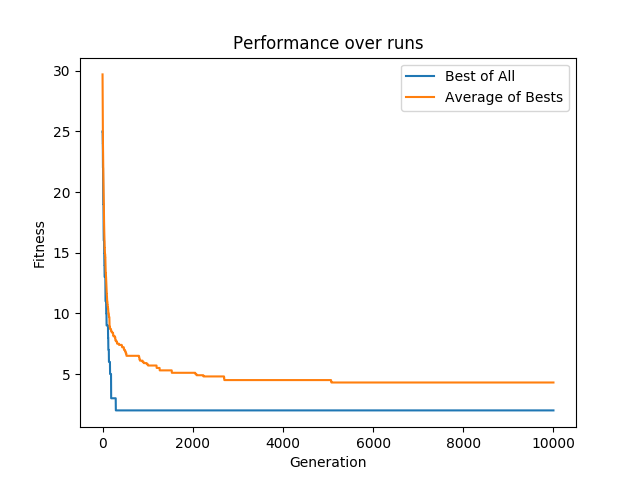 Performance over runs
Best of All
Average of Bests
30
25
20
15
10
5
Fitness
0 2000 4000 6000 8000 10000
Generation